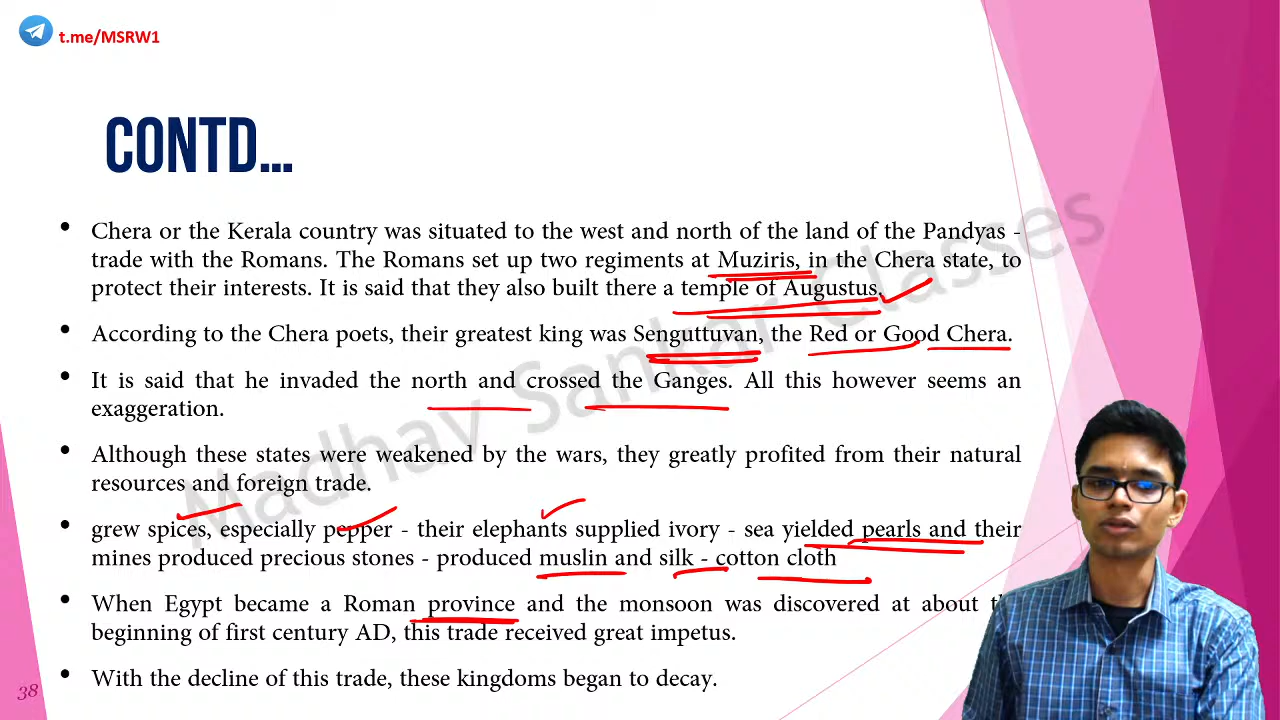 t.me/MSRW1
CONTD...
• Chera or the Kerala country was situated to the west and north of the land of the Pandyas -
trade with the Romans. The Romans set up two regiments at Muziris, in the Chera state, to
protect their interests. It is said that they also built there a temple of Augustus.
• According to the Chera poets, their greatest king was Senguttuvan, the Red or Good Chera.
• It is said that he invaded the north and crossed the Ganges. All this however seems an
exaggeration.
• Although these states were weakened by the wars, they greatly profited from their natural
resources and foreign trade.
• grew spices, especially pepper - their elephants supplied ivory - sea yielded pearls and their
mines produced precious stones - produced muslin and silk - cotton cloth
• When Egypt became a Roman province and the monsoon was discovered at about
beginning of first century AD, this trade received great impetus.
• With the decline of this trade, these kingdoms began to decay.
38
Madhav Sankar Classes